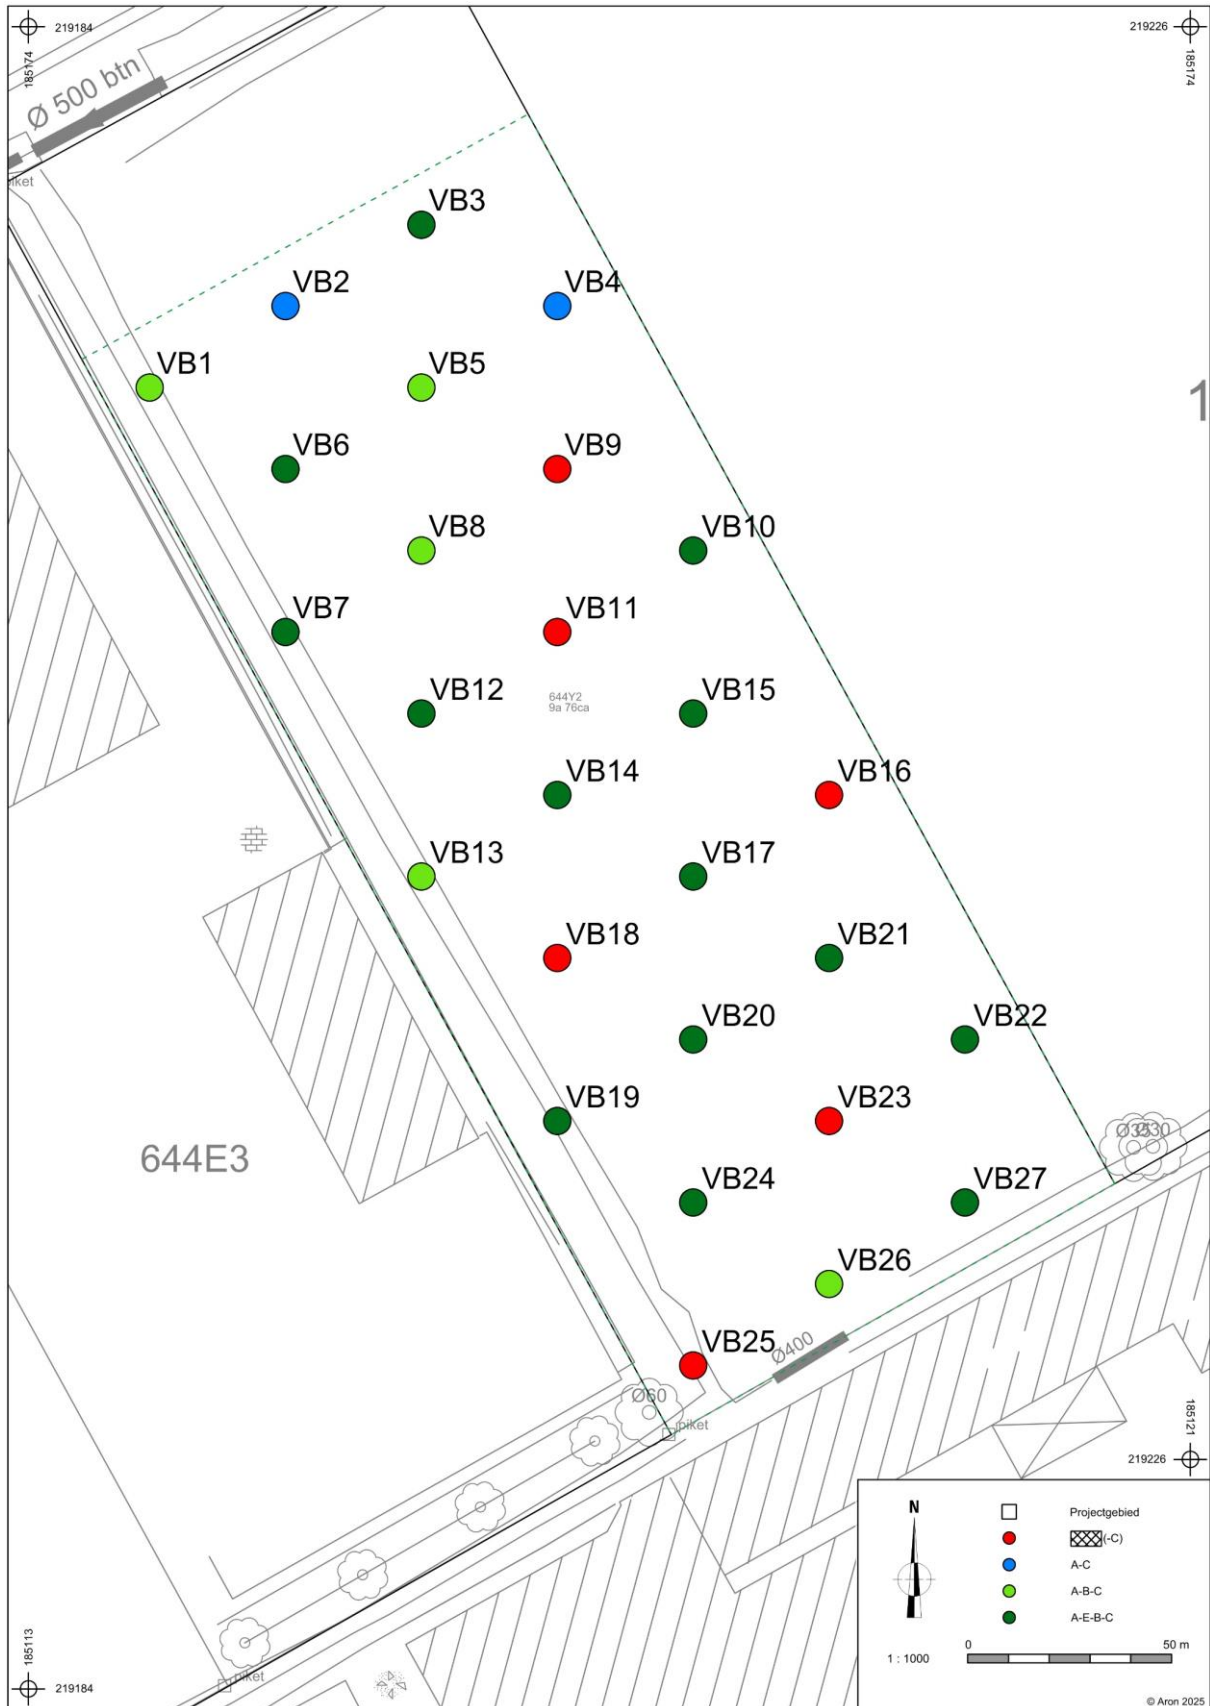 219184
219226
185174
185174
Ø 500 btn
piket
VB3
VB2
VB4
VB1
VB5
1
VB6
VB9
VB8
VB10
VB7
VB11
644Y2
9a 76ca
VB12
VB15
VB14
VB16
VB13
VB17
VB18
VB21
VB20
VB22
VB19
VB23
Ø35
Ø30
644E3
VB24
VB27
VB26
VB25
Ø400
Ø60
piket
185121
219226
N
Projectgebied
(-C)
A-C
A-B-C
A-E-B-C
1 : 1000
0
50 m
185113
piket
219184
© Aron 2025